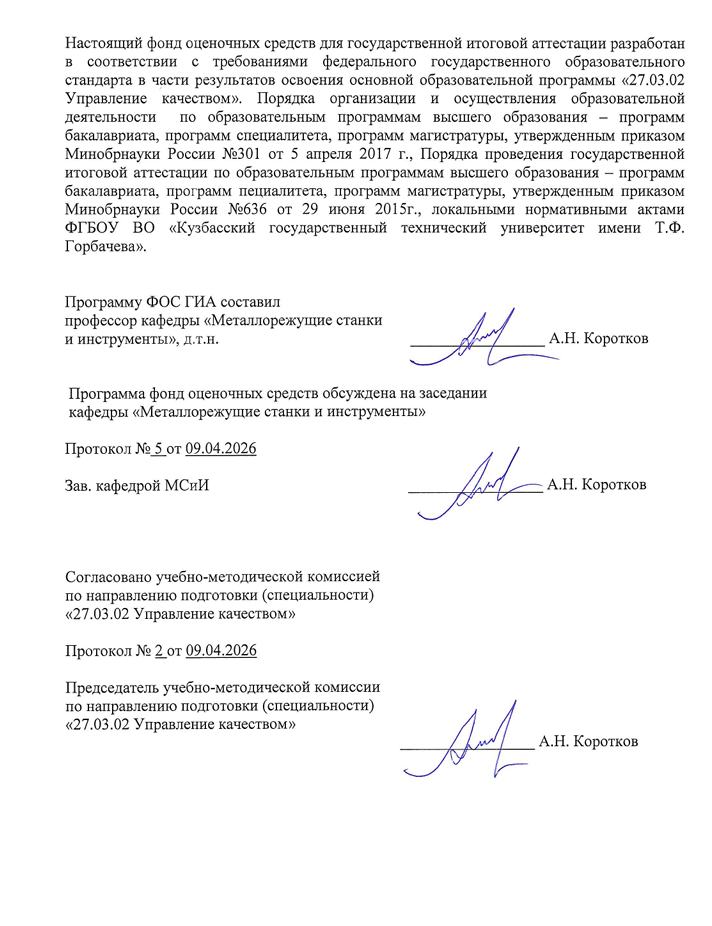 Настоящий фонд оценочных средств для государственной итоговой аттестации разработан
в соответствии с требованиями федерального государственного образовательного
стандарта в части результатов освоения основной образовательной программы «27.03.02
Управление качеством». Порядка организации и осуществления образовательной
деятельности по образовательным программам высшего образования – программ
бакалавриата, программ специалитета, программ магистратуры, утвержденным приказом
Минобрнауки России №301 от 5 апреля 2017 г., Порядка проведения государственной
итоговой аттестации по образовательным программам высшего образования – программ
бакалавриата, программ пециалитета, программ магистратуры, утвержденным приказом
Минобрнауки России №636 от 29 июня 2015г., локальными нормативными актами
ФГБОУ ВО «Кузбасский государственный технический университет имени Т.Ф.
Горбачева».
Программу ФОС ГИА составил
профессор кафедры «Металлорежущие станки
и инструменты», д.т.н. А.Н. Коротков
Программа фонд оценочных средств обсуждена на заседании
кафедры «Металлорежущие станки и инструменты»
Протокол № 5 от 09.04.2026
Зав. кафедрой МСиИ А.Н. Коротков
Согласовано учебно-методической комиссией
по направлению подготовки (специальности)
«27.03.02 Управление качеством»
Протокол № 2 от 09.04.2026
Председатель учебно-методической комиссии
по направлению подготовки (специальности)
«27.03.02 Управление качеством»
А.Н. Коротков